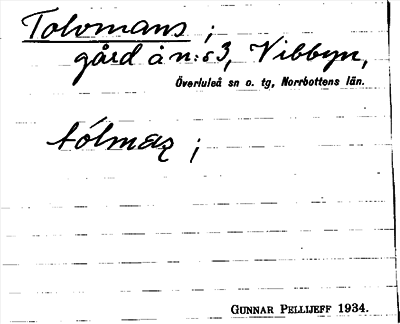 Tolvmans ;
gård å n:s 3, Vibbyn,
Överluleå sn o. tg, Norrbottens län.
tólmaz ;
GUNNAR PELLIJEFF 1934.